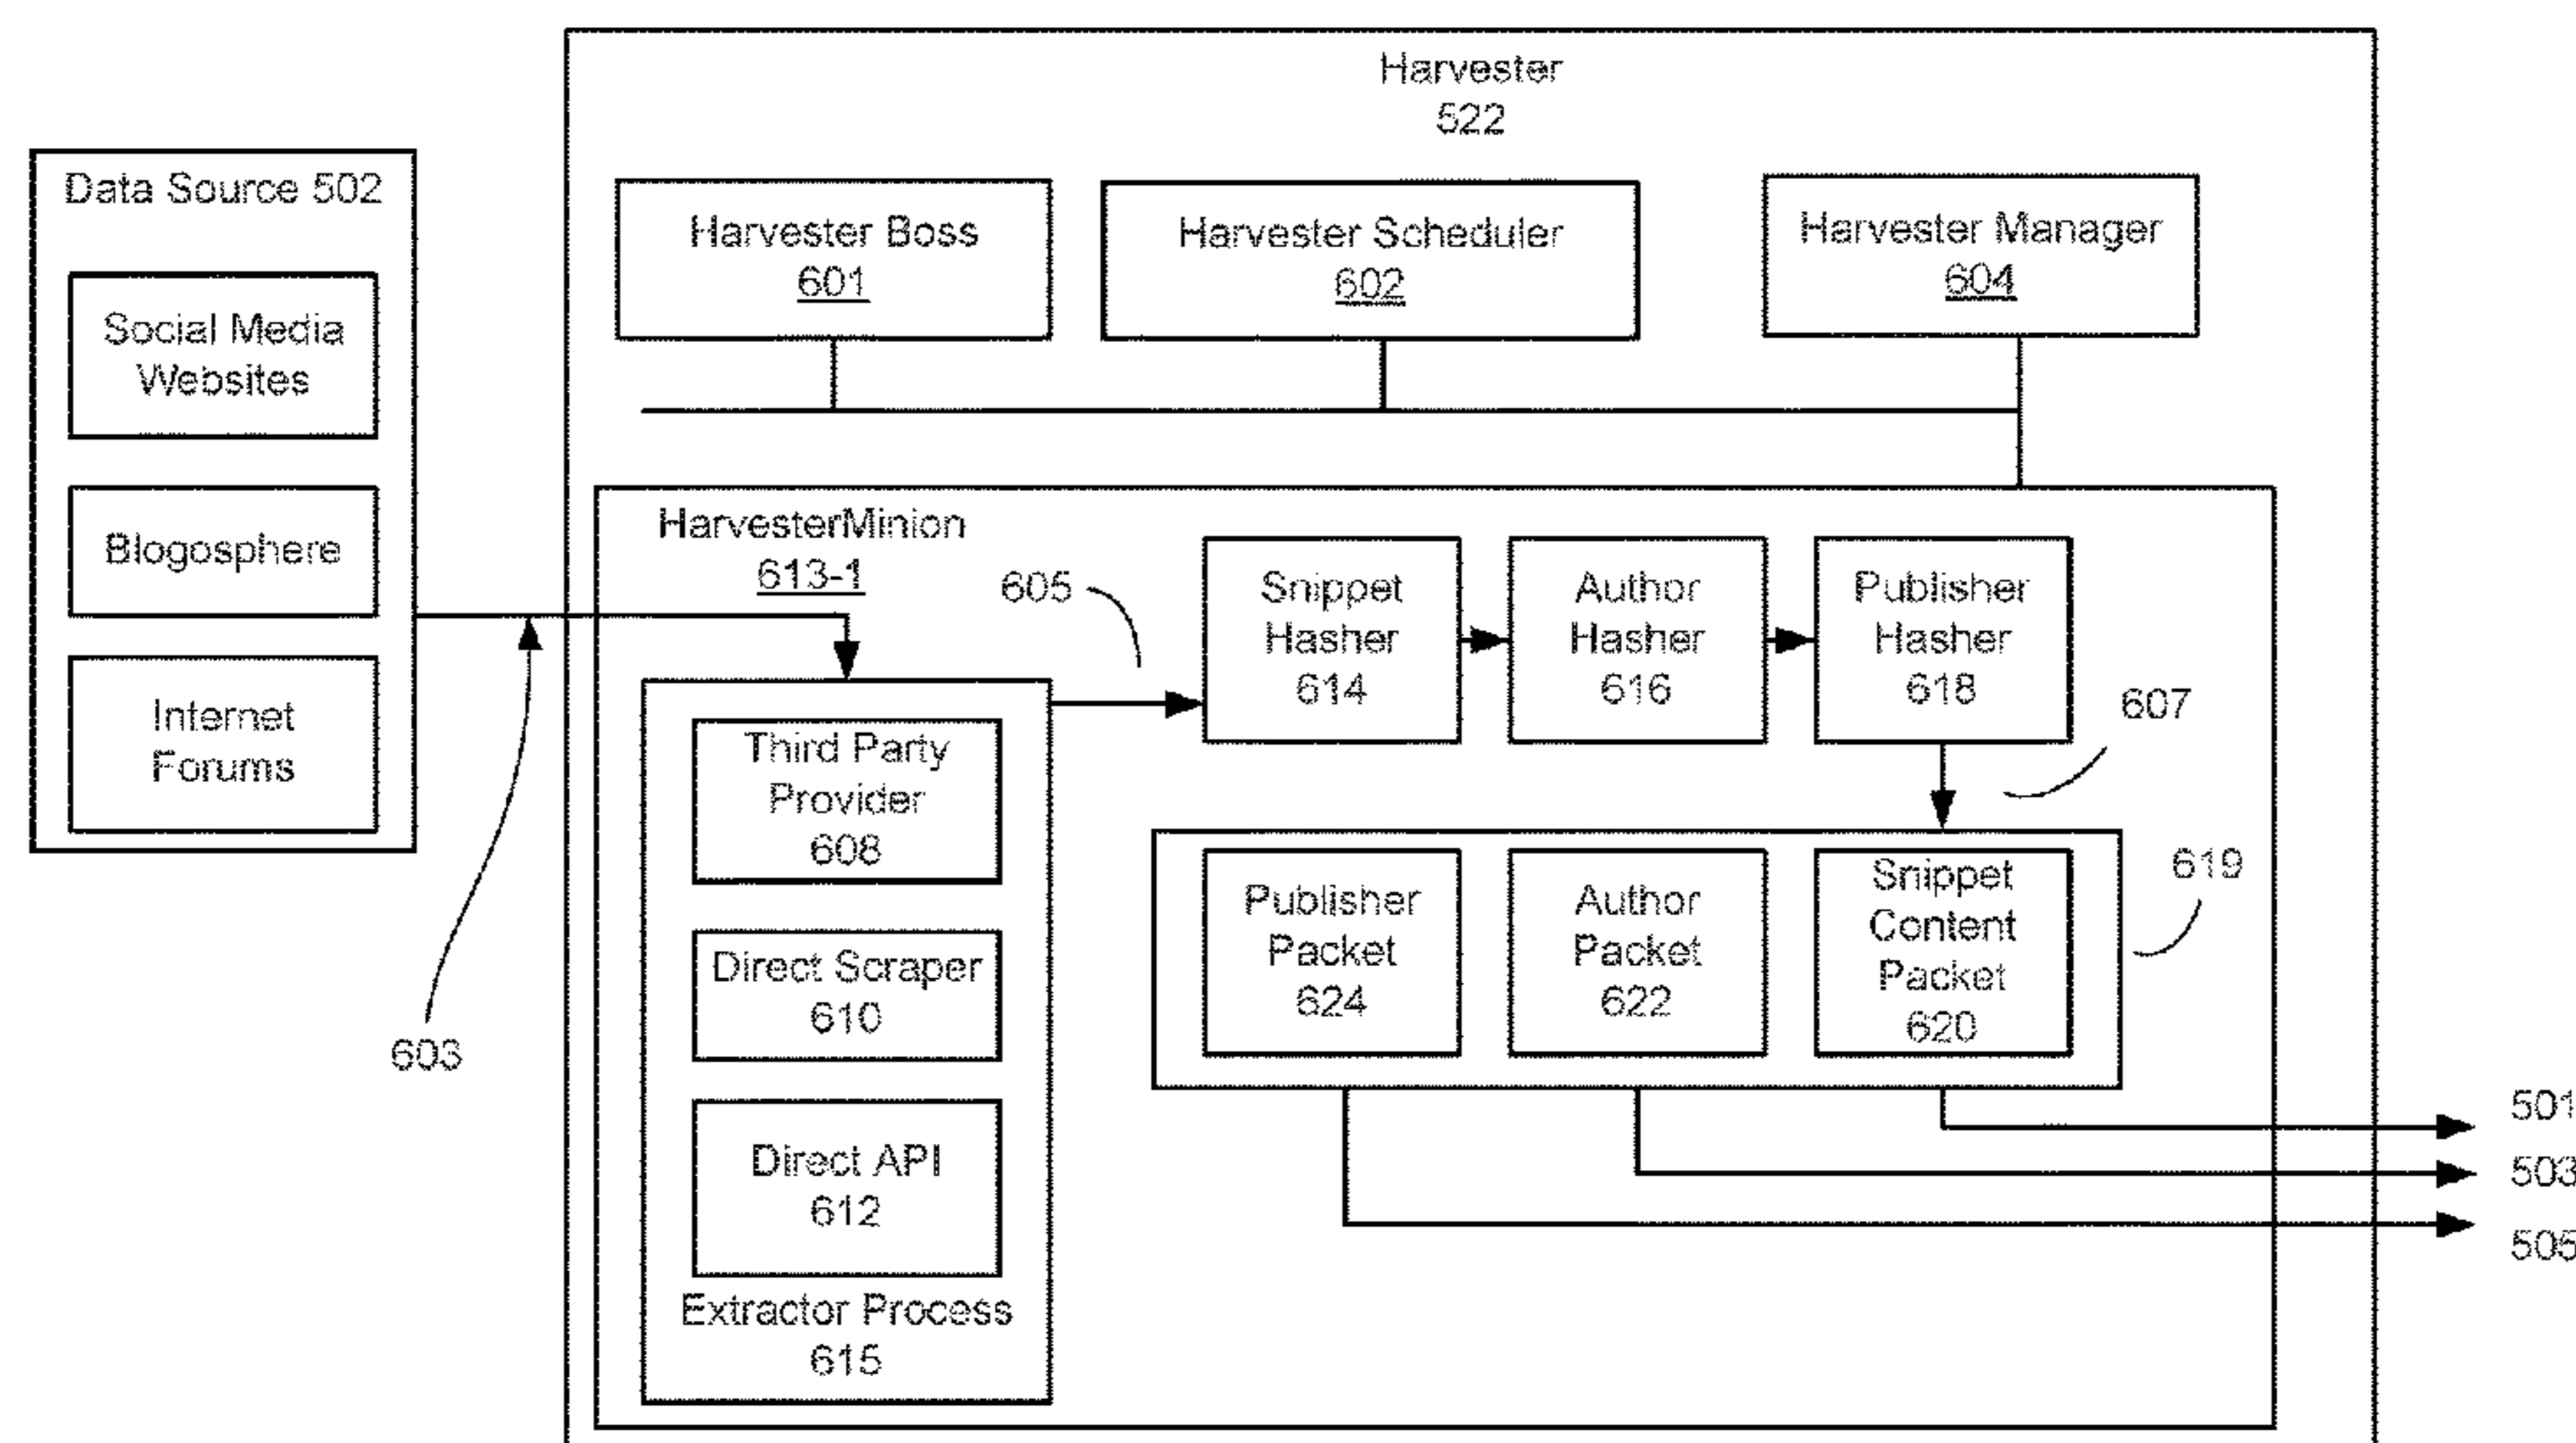 Harvester
522
Data Source 502
Social Media
Websites
Blogosphere
Internet
Forums
Harvester Boss
601
Harvester Scheduler
602
Harvester Manager
604
HarvesterMinion
613-1
603
605
Third Party
Provider
608
Direct Scraper
610
Direct API
612
Extractor Process
615
Snippet
Hasher
614
Author
Hasher
616
Publisher
Hasher
618
607
Publisher
Packet
624
Author
Packet
622
Snippet
Content
Packet
620
619
501
503
505